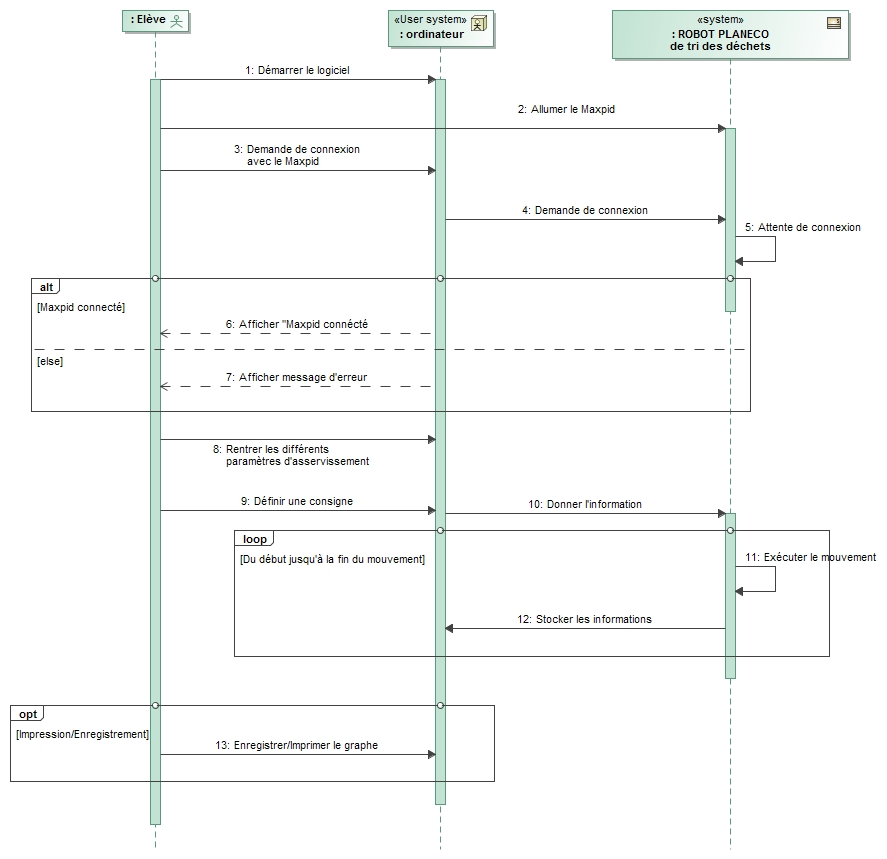 : Elève
«User system»
: ordinateur
«system»
: ROBOT PLANECO
de tri des déchets
1: Démarrer le logiciel
2: Allumer le Maxpid
3: Demande de connexion
avec le Maxpid
4: Demande de connexion
5: Attente de connexion
alt
[Maxpid connecté]
6: Afficher "Maxpid connécté
[else]
7: Afficher message d'erreur
8: Rentrer les différents
paramètres d'asservissement
9: Définir une consigne
10: Donner l'information
loop
[Du début jusqu'à la fin du mouvement]
11: Exécuter le mouvement
12: Stocker les informations
opt
[Impression/Enregistrement]
13: Enregistrer/Imprimer le graphe